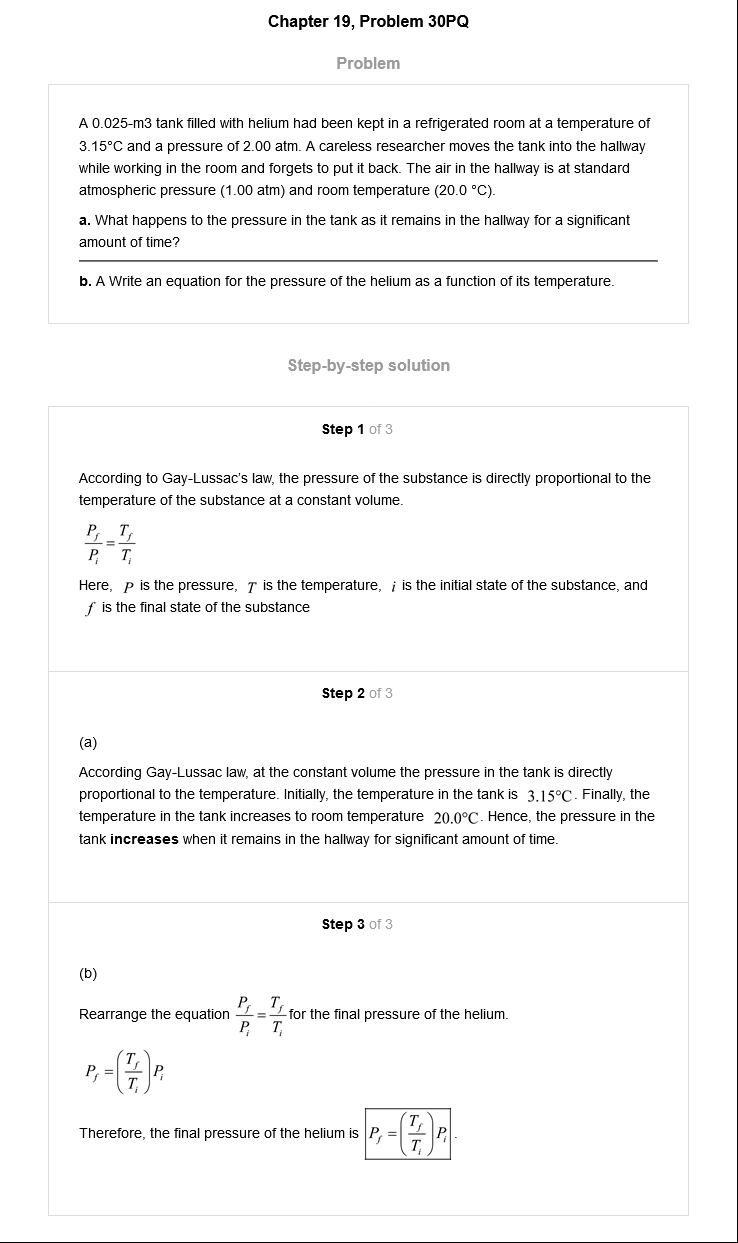 Chapter 19, Problem 30PQ
Problem
A 0.025-m3 tank filled with helium had been kept in a refrigerated room at a temperature of
3.15°C and a pressure of 2.00 atm. A careless researcher moves the tank into the hallway
while working in the room and forgets to put it back. The air in the hallway is at standard
atmospheric pressure (1.00 atm) and room temperature (20.0 °C).
a. What happens to the pressure in the tank as it remains in the hallway for a significant
amount of time?
b. A Write an equation for the pressure of the helium as a function of its temperature.
Step-by-step solution
Step 1 of 3
According to Gay-Lussac's law, the pressure of the substance is directly proportional to the
temperature of the substance at a constant volume.
P_f/P_i = T_f/T_i
Here, P is the pressure, T is the temperature, i is the initial state of the substance, and
f is the final state of the substance
Step 2 of 3
(a)
According Gay-Lussac law, at the constant volume the pressure in the tank is directly
proportional to the temperature. Initially, the temperature in the tank is 3.15°C. Finally, the
temperature in the tank increases to room temperature 20.0°C. Hence, the pressure in the
tank increases when it remains in the hallway for significant amount of time.
Step 3 of 3
(b)
Rearrange the equation P_f/P_i = T_f/T_i for the final pressure of the helium.
P_f = (T_f/T_i) P_i
Therefore, the final pressure of the helium is P_f = (T_f/T_i) P_i.